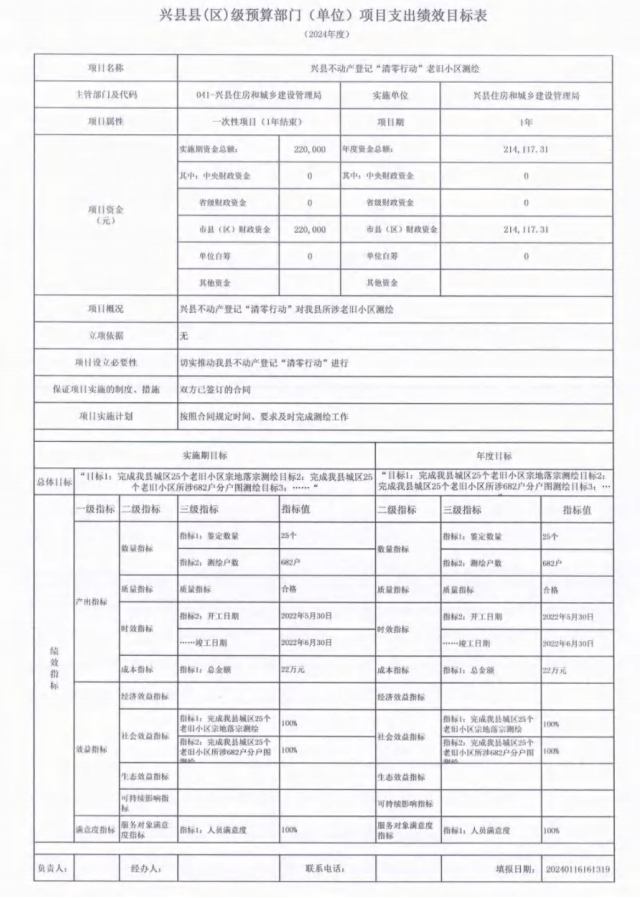 兴县县(区)级预算部门（单位）项目支出绩效目标表
（2024年度）
项目名称 兴县不动产登记“清零行动”老旧小区测绘
主管部门及代码 041-兴县住房和城乡建设管理局 实施单位 兴县住房和城乡建设管理局
项目属性 一次性项目（1年结束） 项目期 1年
项目资金（元）
实施期资金总额： 220,000 年度资金总额： 214,117.31
其中：中央财政资金 0 其中：中央财政资金 0
省级财政资金 0 省级财政资金 0
市县（区）财政资金 220,000 市县（区）财政资金 214,117.31
单位自筹 0 单位自筹 0
其他资金 其他资金
项目概况 兴县不动产登记“清零行动”对我县所涉老旧小区测绘
立项依据 无
项目设立必要性 切实推动我县不动产登记“清零行动”进行
保证项目实施的制度、措施 双方已签订的合同
项目实施计划 按照合同规定时间、要求及时完成测绘工作
实施期目标 年度目标
总体目标
“目标1：完成我县城区25个老旧小区宗地落宗测绘目标2：完成我县城区25
个老旧小区所涉682户分户图测绘目标3：……“
“目标1：完成我县城区25个老旧小区宗地落宗测绘目标2：
完成我县城区25个老旧小区所涉682户分户图测绘目标3：…
绩效指标
一级指标 二级指标 三级指标 指标值 二级指标 三级指标 指标值
产出指标
数量指标 指标1：鉴定数量 25个 数量指标 指标1：鉴定数量 25个
指标2：测绘户数 682户 指标2：测绘户数 682户
质量指标 质量指标 合格 质量指标 质量指标 合格
时效指标 指标2：开工日期 2022年5月30日 时效指标 指标2：开工日期 2022年5月30日
……竣工日期 2022年6月30日 ……竣工日期 2022年6月30日
成本指标 指标1：总金额 22万元 成本指标 指标1：总金额 22万元
效益指标
经济效益指标 经济效益指标
社会效益指标
指标1：完成我县城区25个
老旧小区宗地落宗测绘 100%
社会效益指标
指标1：完成我县城区25个
老旧小区宗地落宗测绘 100%
指标2：完成我县城区25个
老旧小区所涉682户分户图 100%
指标2：完成我县城区25个
老旧小区所涉682户分户图 100%
生态效益指标 生态效益指标
可持续影响指
标
可持续影响指标
满意度指标
服务对象满意
度指标
指标1：人员满意度 100%
服务对象满意度
指标
指标1：人员满意度 100%
负责人： 经办人： 联系电话： 填报日期： 20240116161319